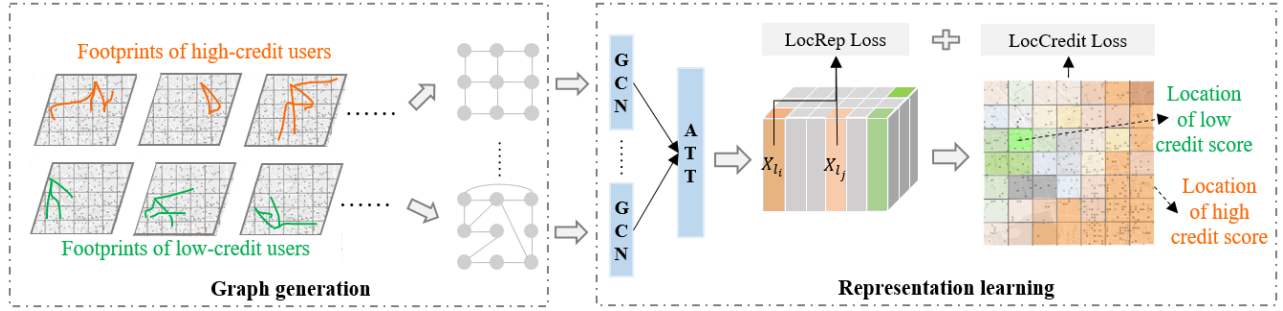 Footprints of high-credit users
......
Footprints of low-credit users
......
Graph generation
G
C
N
......
G
C
N
A
T
T
LocRep Loss
LocCredit Loss
X_{l_i}
X_{l_j}
Location
of low
credit score
Location
of high
credit score
Representation learning